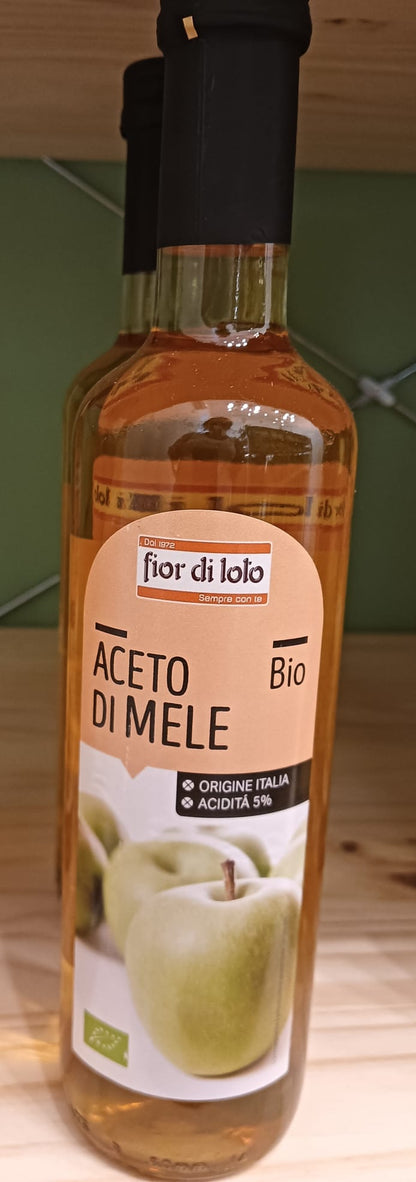 Dal 1972
fior di loto
Sempre con te
ACETO
DI MELE
Bio
ORIGINE ITALIA
ACIDITÁ 5%